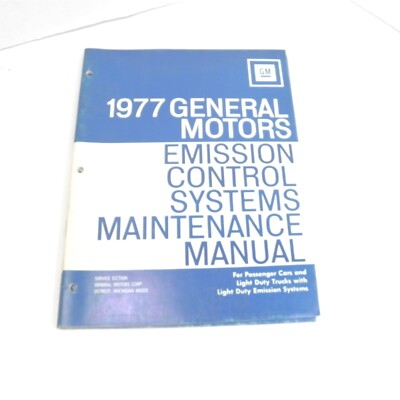 GM
1977 GENERAL
MOTORS
EMISSION
CONTROL
SYSTEMS
MAINTENANCE
MANUAL
SERVICE SECTION
GENERAL MOTORS CORP.
DETROIT, MICHIGAN
For Passenger Cars and
Light Duty Trucks with
Light Duty Emission Systems